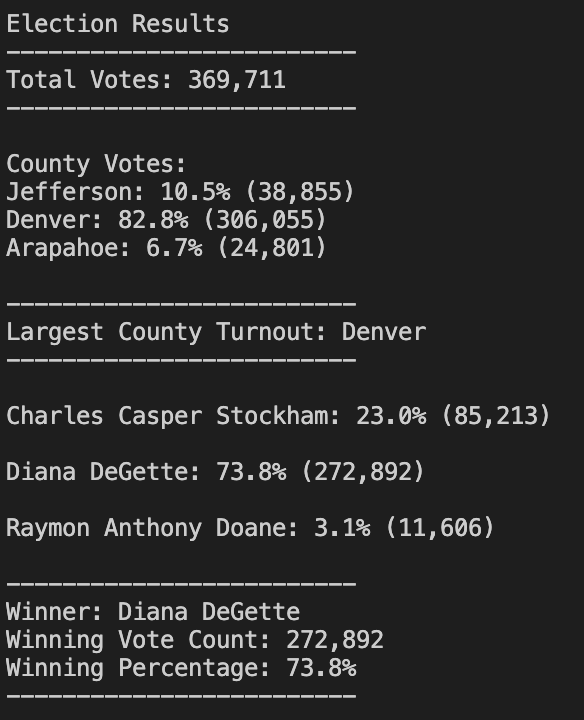 Election Results
-------------------------
Total Votes: 369,711
-------------------------
County Votes:
Jefferson: 10.5% (38,855)
Denver: 82.8% (306,055)
Arapahoe: 6.7% (24,801)
-------------------------
Largest County Turnout: Denver
-------------------------
Charles Casper Stockham: 23.0% (85,213)
Diana DeGette: 73.8% (272,892)
Raymon Anthony Doane: 3.1% (11,606)
-------------------------
Winner: Diana DeGette
Winning Vote Count: 272,892
Winning Percentage: 73.8%
-------------------------